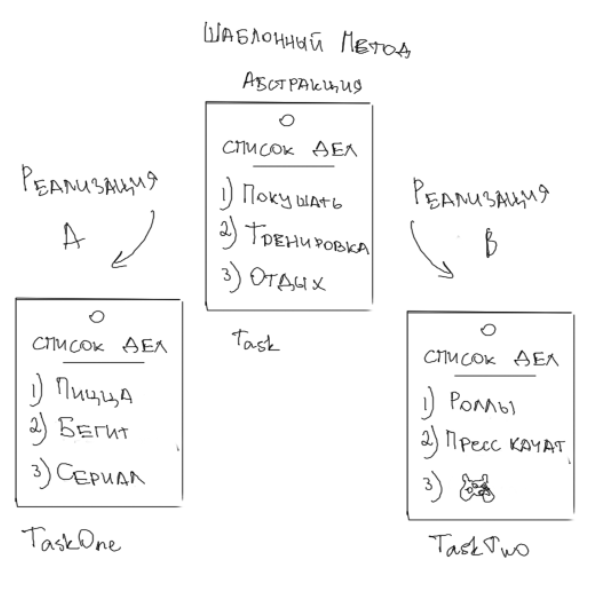 Шаблонный Метод
Абстракция
Список дел
1) Покушать
2) Тренировка
3) Отдых
Task
Реализация
A
Список дел
1) Пицца
2) Бегит
3) Сериал
TaskOne
Реализация
B
Список дел
1) Роллы
2) Пресс качат
3)
TaskTwo